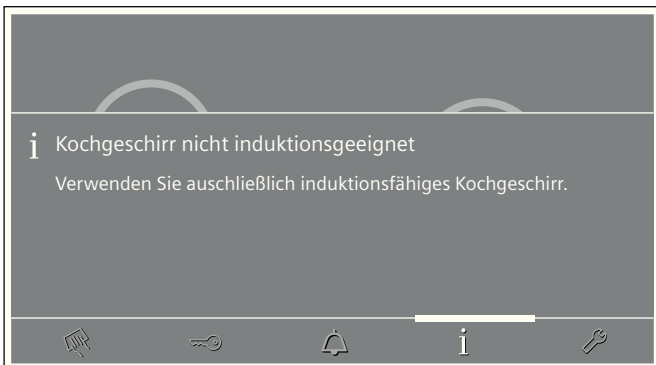 i Kochgeschirr nicht induktionsgeeignet
Verwenden Sie auschließlich induktionsfähiges Kochgeschirr.
i